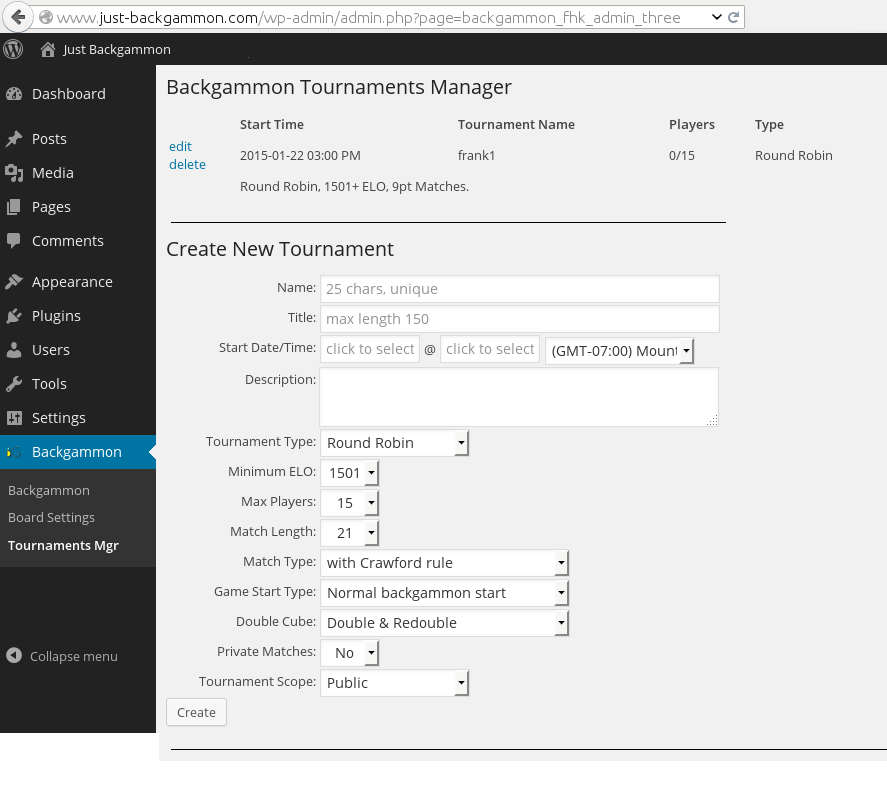 www.just-backgammon.com/wp-admin/admin.php?page=backgammon_fhk_admin_three
Just Backgammon
Dashboard
Posts
Media
Pages
Comments
Appearance
Plugins
Users
Tools
Settings
Backgammon
Backgammon
Board Settings
Tournaments Mgr
Collapse menu
Backgammon Tournaments Manager
Start Time Tournament Name Players Type
edit
delete
2015-01-22 03:00 PM frank1 0/15 Round Robin
Round Robin, 1501+ ELO, 9pt Matches.
Create New Tournament
Name: 25 chars, unique
Title: max length 150
Start Date/Time: click to select @ click to select (GMT-07:00) Mount
Description:
Tournament Type: Round Robin
Minimum ELO: 1501
Max Players: 15
Match Length: 21
Match Type: with Crawford rule
Game Start Type: Normal backgammon start
Double Cube: Double & Redouble
Private Matches: No
Tournament Scope: Public
Create